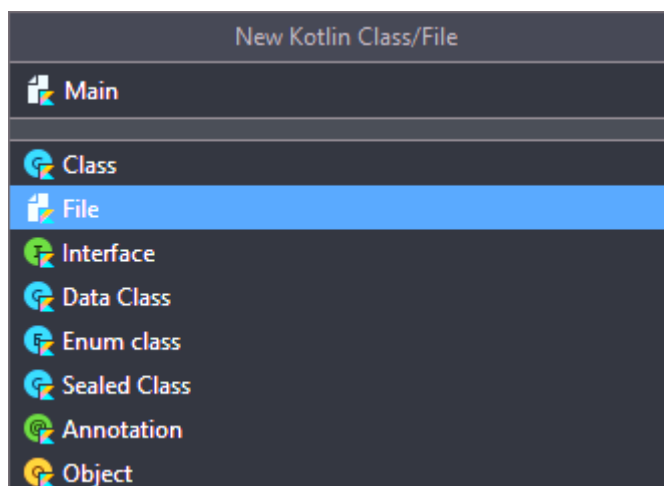 New Kotlin Class/File
Main
Class
File
Interface
Data Class
Enum class
Sealed Class
Annotation
Object